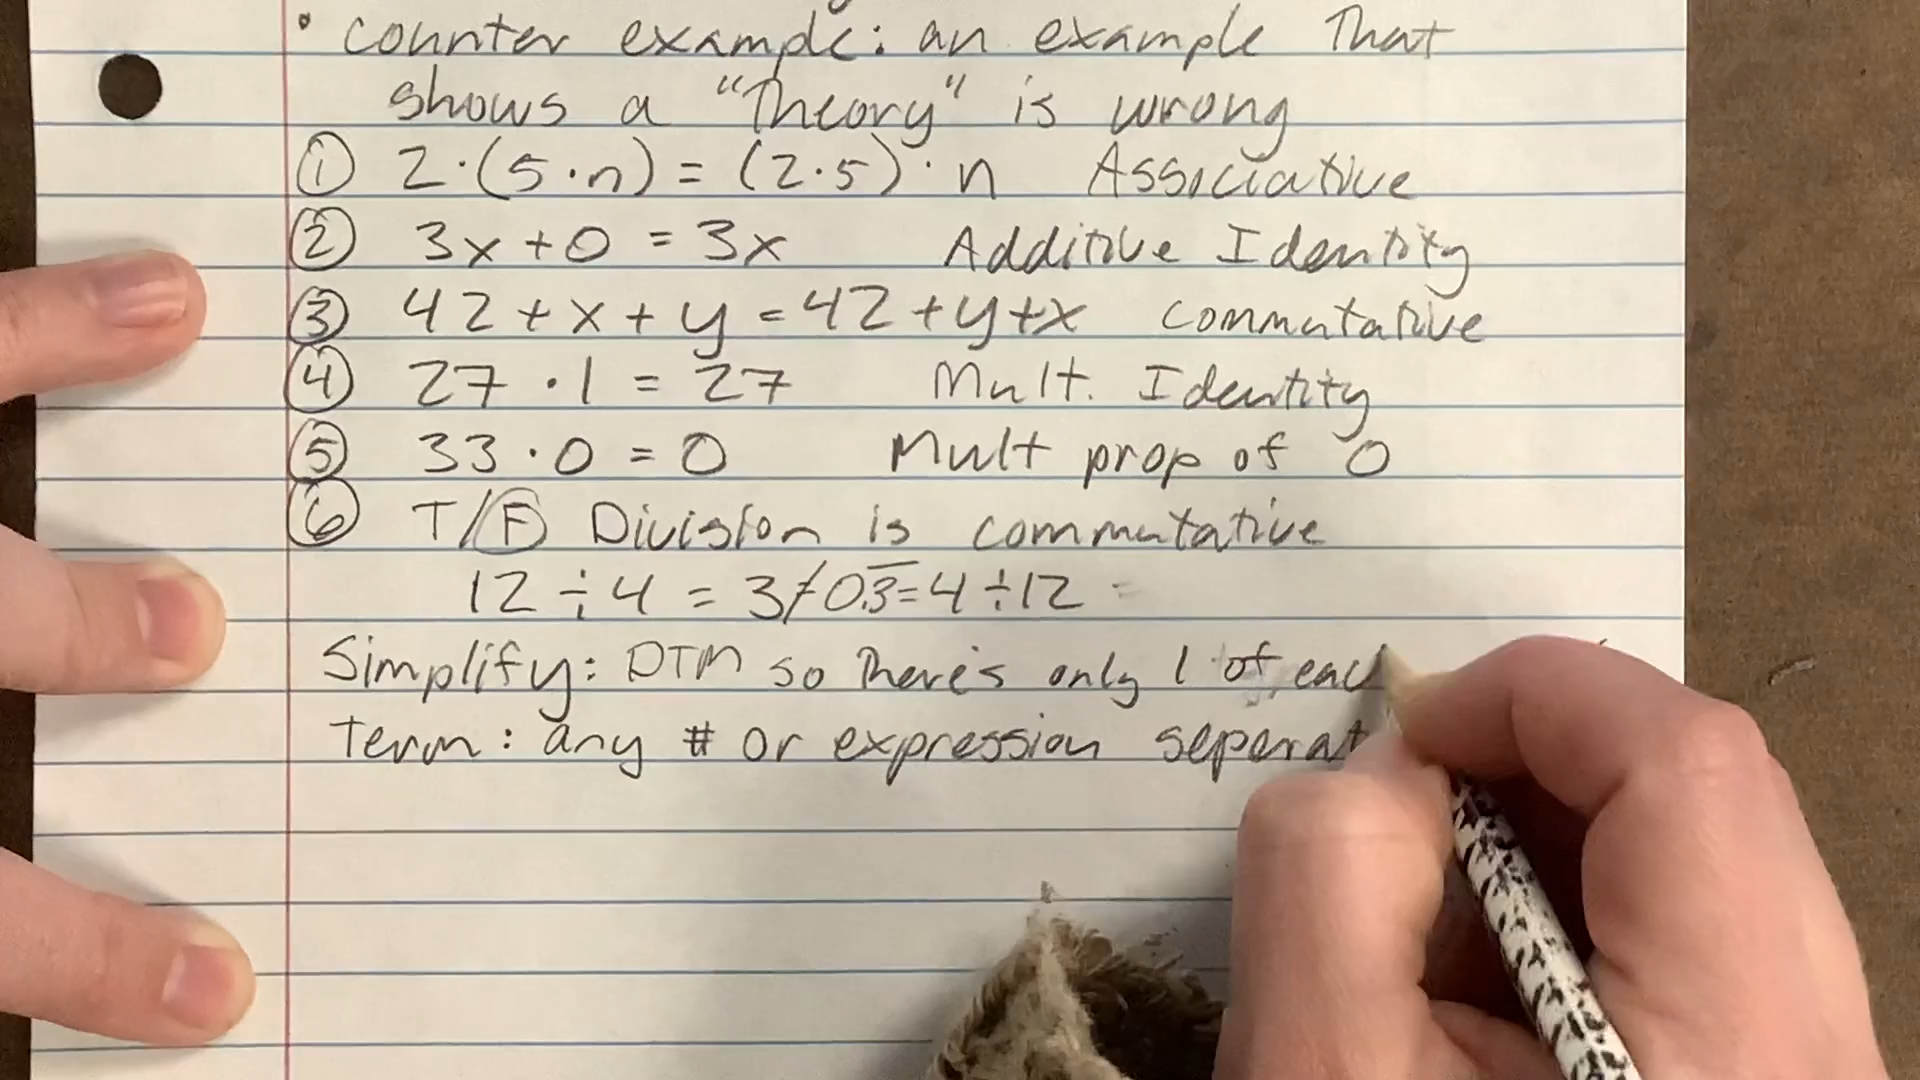 • counter example: an example that
shows a "Theory" is wrong
① 2·(5·n) = (2·5)·n Associative
② 3x+0 = 3x Additive Identity
③ 42+x+y = 42+y+x commutative
④ 27·1 = 27 Mult. Identity
⑤ 33·0 = 0 Mult prop of 0
⑥ T/F Division is commutative
12÷4 = 3≠0.3̅=4÷12 =
Simplify: DTM so there's only 1 of each
Term: any # or expression seperat